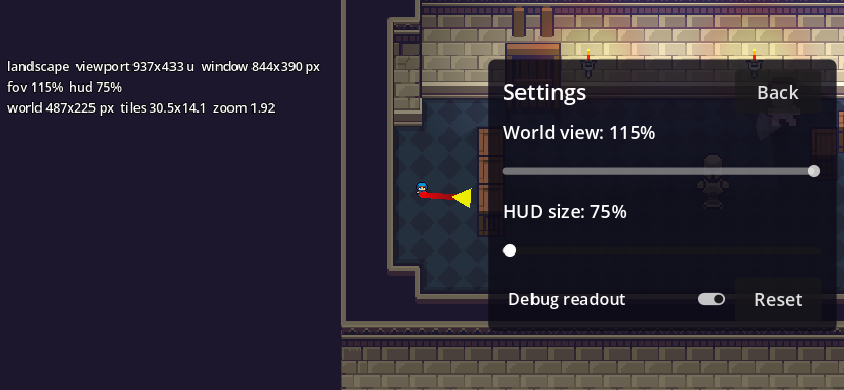 landscape viewport 937x433 u window 844x390 px
fov 115% hud 75%
world 487x225 px tiles 30.5x14.1 zoom 1.92
Settings
Back
World view: 115%
HUD size: 75%
Debug readout
Reset